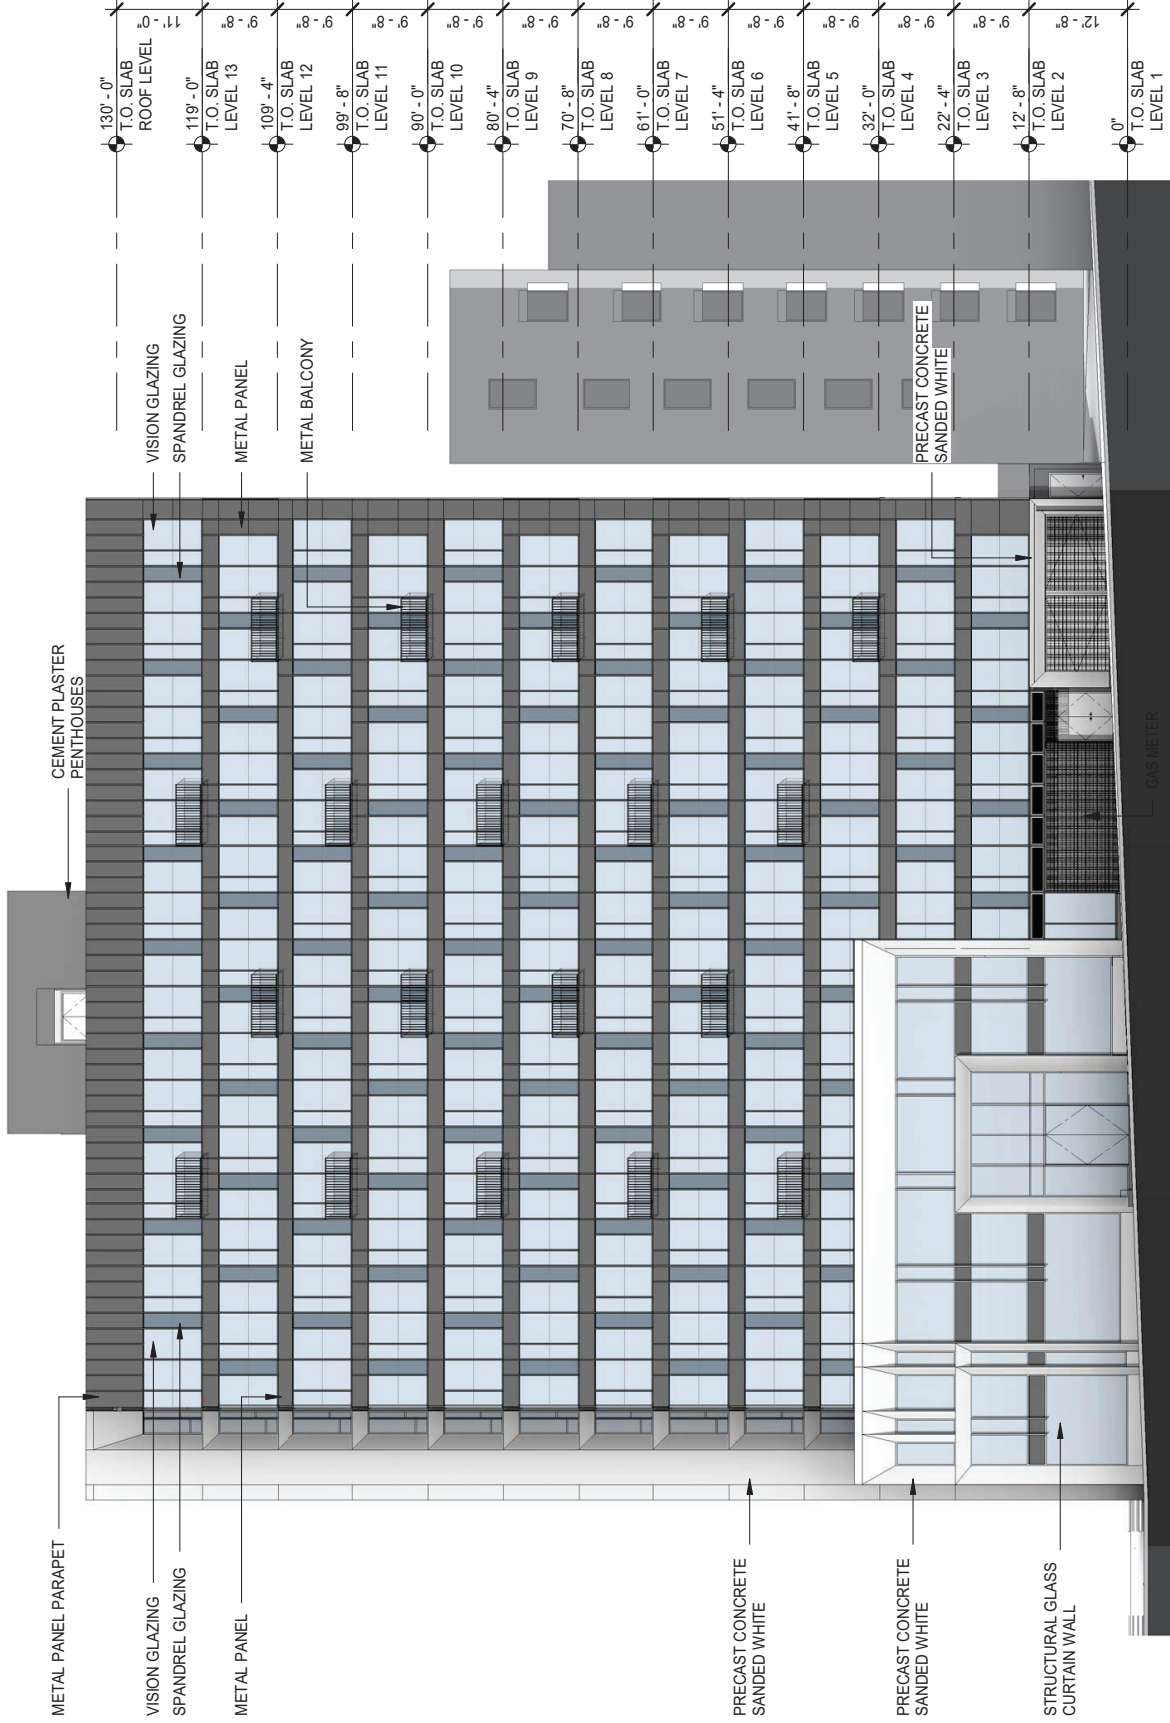 METAL PANEL PARAPET
VISION GLAZING
SPANDREL GLAZING
METAL PANEL
PRECAST CONCRETE
SANDED WHITE
PRECAST CONCRETE
SANDED WHITE
STRUCTURAL GLASS
CURTAIN WALL
CEMENT PLASTER
PENTHOUSES
GAS METER
VISION GLAZING
SPANDREL GLAZING
METAL PANEL
METAL BALCONY
PRECAST CONCRETE
SANDED WHITE
130' - 0"
T.O. SLAB
ROOF LEVEL
119' - 0"
T.O. SLAB
LEVEL 13
109' - 4"
T.O. SLAB
LEVEL 12
99' - 8"
T.O. SLAB
LEVEL 11
90' - 0"
T.O. SLAB
LEVEL 10
80' - 4"
T.O. SLAB
LEVEL 9
70' - 8"
T.O. SLAB
LEVEL 8
61' - 0"
T.O. SLAB
LEVEL 7
51' - 4"
T.O. SLAB
LEVEL 6
41' - 8"
T.O. SLAB
LEVEL 5
32' - 0"
T.O. SLAB
LEVEL 4
22' - 4"
T.O. SLAB
LEVEL 3
12' - 8"
T.O. SLAB
LEVEL 2
0"
T.O. SLAB
LEVEL 1
11' - 0"
9' - 8"
9' - 8"
9' - 8"
9' - 8"
9' - 8"
9' - 8"
9' - 8"
9' - 8"
9' - 8"
9' - 8"
9' - 8"
12' - 8"